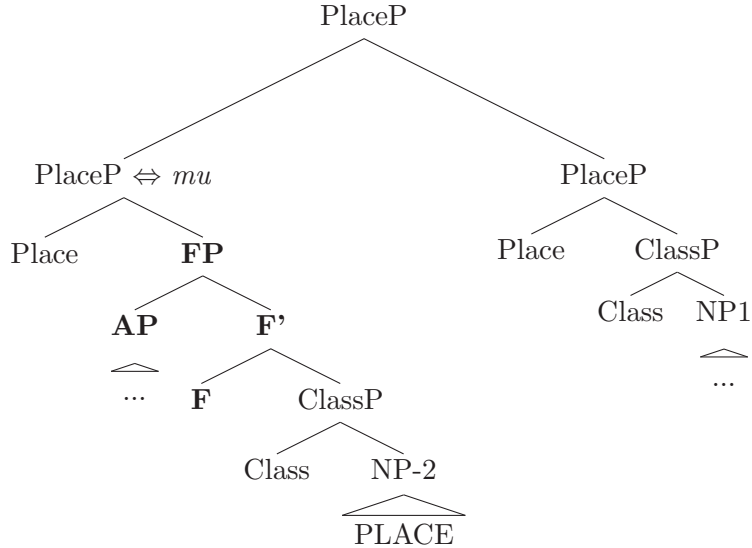 PlaceP
PlaceP ⇔ mu PlaceP
Place FP Place ClassP
AP F’ Class NP1
... F ClassP ...
Class NP-2
PLACE